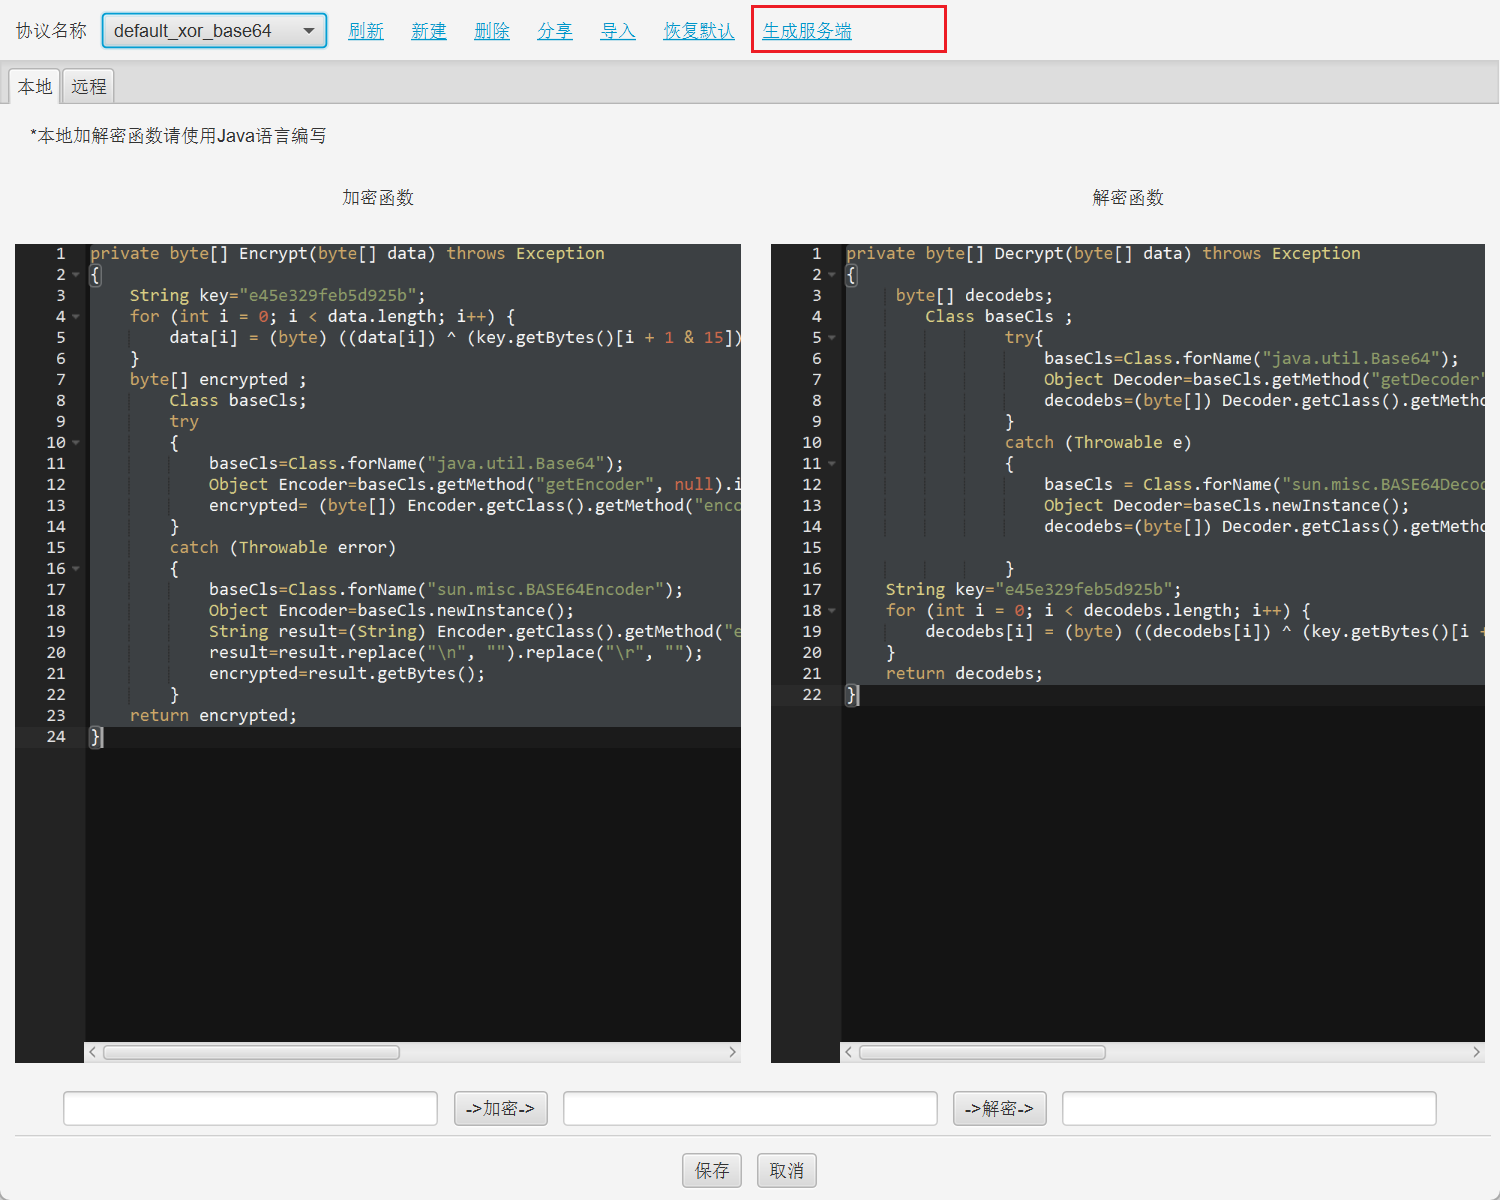 协议名称 default_xor_base64 刷新 新建 删除 分享 导入 恢复默认 生成服务端
本地 远程
*本地加解密函数请使用Java语言编写
加密函数
1 private byte[] Encrypt(byte[] data) throws Exception
2 {
3 String key="e45e329feb5d925b";
4 for (int i = 0; i < data.length; i++) {
5 data[i] = (byte) ((data[i]) ^ (key.getBytes()[i + 1 & 15])
6 }
7 byte[] encrypted ;
8 Class baseCls;
9 try
10 {
11 baseCls=Class.forName("java.util.Base64");
12 Object Encoder=baseCls.getMethod("getEncoder", null).i
13 encrypted= (byte[]) Encoder.getClass().getMethod("enco
14 }
15 catch (Throwable error)
16 {
17 baseCls=Class.forName("sun.misc.BASE64Encoder");
18 Object Encoder=baseCls.newInstance();
19 String result=(String) Encoder.getClass().getMethod("e
20 result=result.replace("\n", "").replace("\r", "");
21 encrypted=result.getBytes();
22 }
23 return encrypted;
24 }
解密函数
1 private byte[] Decrypt(byte[] data) throws Exception
2 {
3 byte[] decodebs;
4 Class baseCls ;
5 try{
6 baseCls=Class.forName("java.util.Base64");
7 Object Decoder=baseCls.getMethod("getDecoder"
8 decodebs=(byte[]) Decoder.getClass().getMetho
9 }
10 catch (Throwable e)
11 {
12 baseCls = Class.forName("sun.misc.BASE64Decod
13 Object Decoder=baseCls.newInstance();
14 decodebs=(byte[]) Decoder.getClass().getMetho
15
16 }
17 String key="e45e329feb5d925b";
18 for (int i = 0; i < decodebs.length; i++) {
19 decodebs[i] = (byte) ((decodebs[i]) ^ (key.getBytes()[i +
20 }
21 return decodebs;
22 }
->加密-> ->解密->
保存 取消